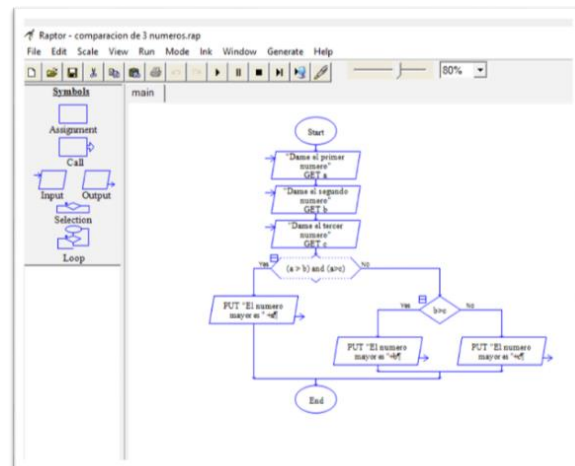 Raptor - comparacion de 3 numeros.rap
File Edit Scale View Run Mode Ink Window Generate Help
80%
Symbols
main
Assignment
Call
Input Output
Selection
Loop
Start
"Dame el primer
numero"
GET a
"Dame el segundo
numero"
GET b
"Dame el tercer
numero"
GET c
Yes (a > b) and (a>c) No
PUT "El numero
mayor es "+a¶
Yes b>c No
PUT "El numero
mayor es "+b¶
PUT "El numero
mayor es "+c¶
End